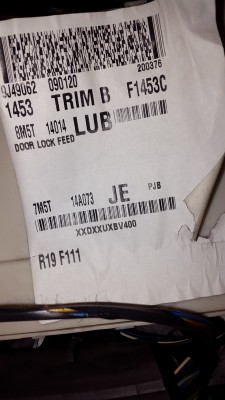 9J49062 090120 200376
1453 TRIM B F1453C
8M5T 14014 LUB
DOOR LOCK FEED
7M5T 14A073 JE PJB
XXDXXUXBV400
R19 F111